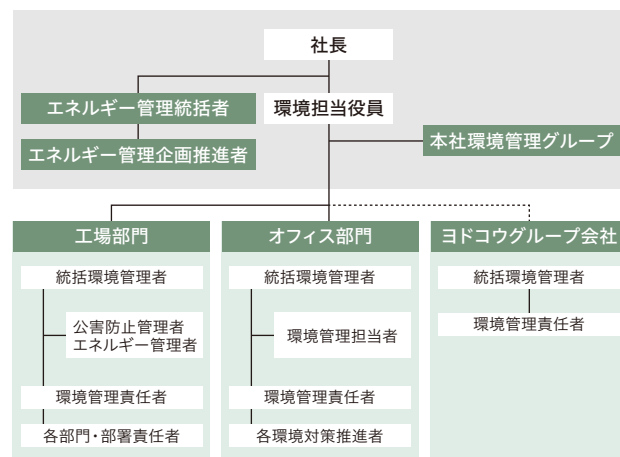 社長
エネルギー管理統括者
環境担当役員
エネルギー管理企画推進者
本社環境管理グループ
工場部門
統括環境管理者
公害防止管理者
エネルギー管理者
環境管理責任者
各部門・部署責任者
オフィス部門
統括環境管理者
環境管理担当者
環境管理責任者
各環境対策推進者
ヨドコウグループ会社
統括環境管理者
環境管理責任者